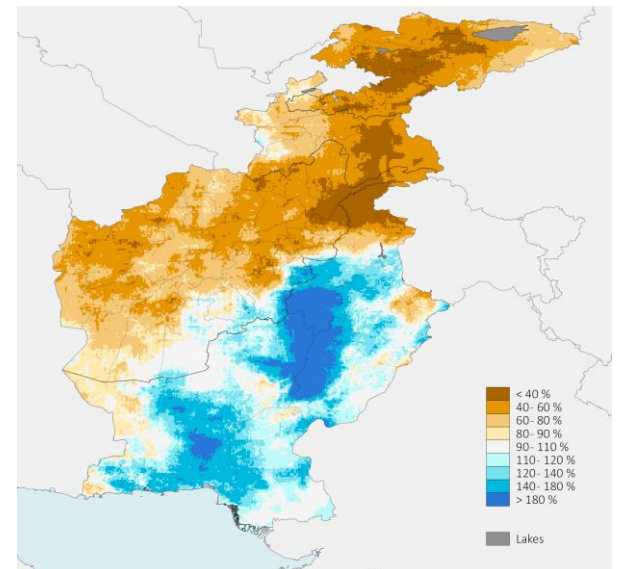 < 40 %
40- 60 %
60 - 80 %
80 - 90 %
90 - 110 %
110 - 120 %
120 - 140 %
140 - 180 %
> 180 %
Lakes